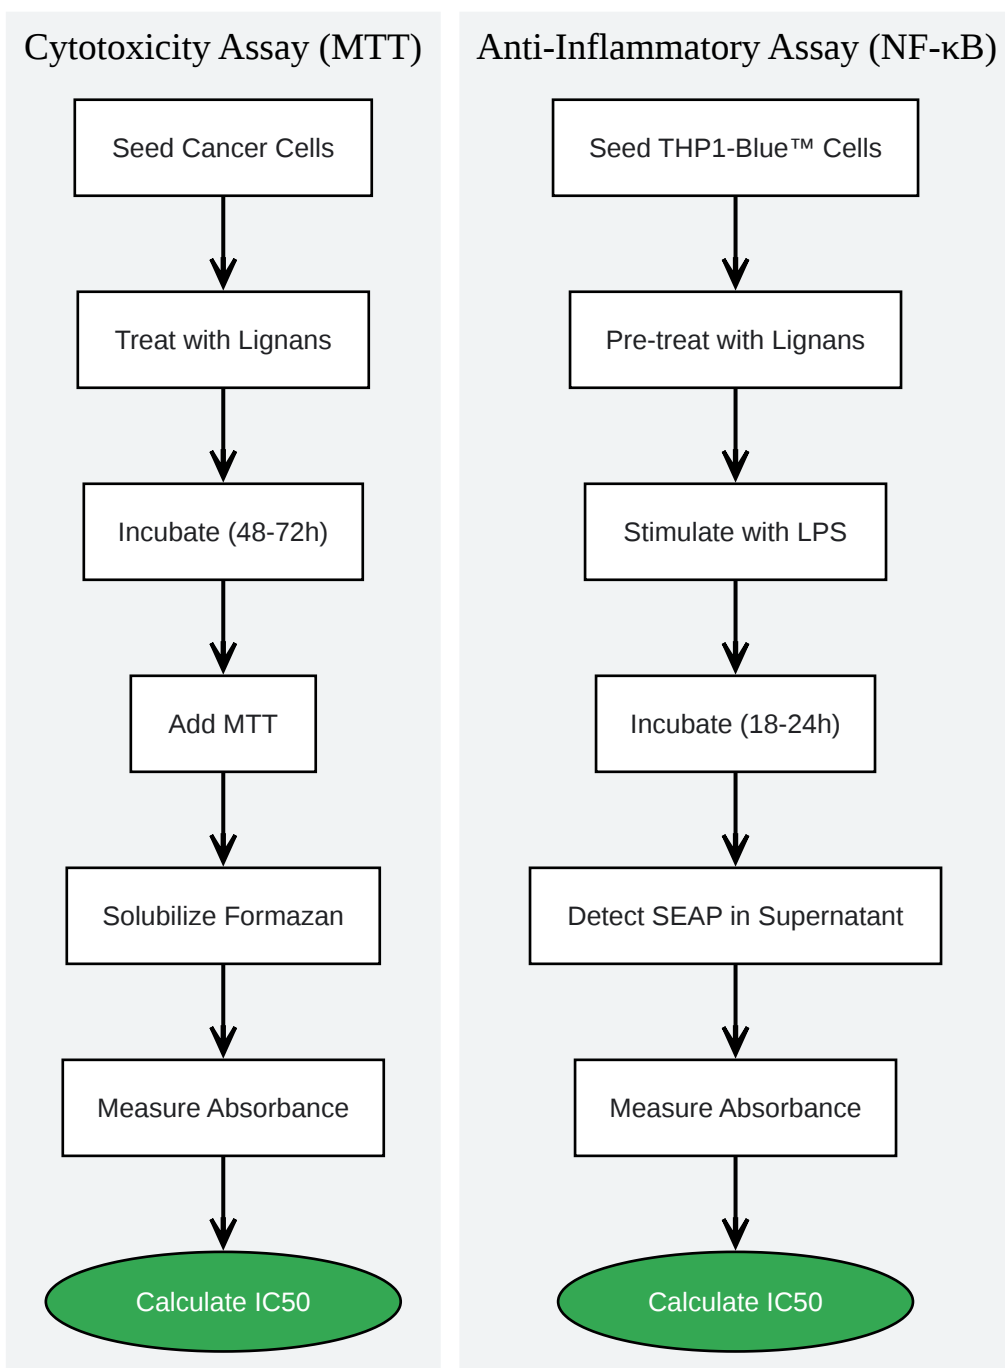 Cytotoxicity Assay (MTT)
Seed Cancer Cells
Treat with Lignans
Incubate (48-72h)
Add MTT
Solubilize Formazan
Measure Absorbance
Calculate IC50
Anti-Inflammatory Assay (NF-κB)
Seed THP1-Blue™ Cells
Pre-treat with Lignans
Stimulate with LPS
Incubate (18-24h)
Detect SEAP in Supernatant
Measure Absorbance
Calculate IC50